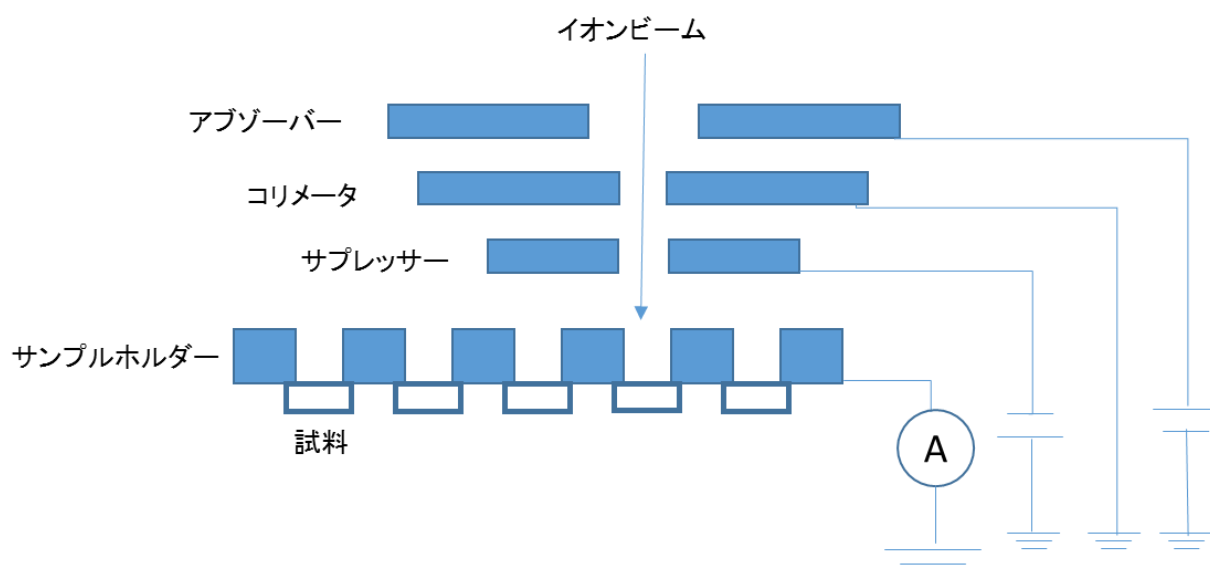 イオンビーム
アブゾーバー
コリメータ
サプレッサー
サンプルホルダー
試料
A